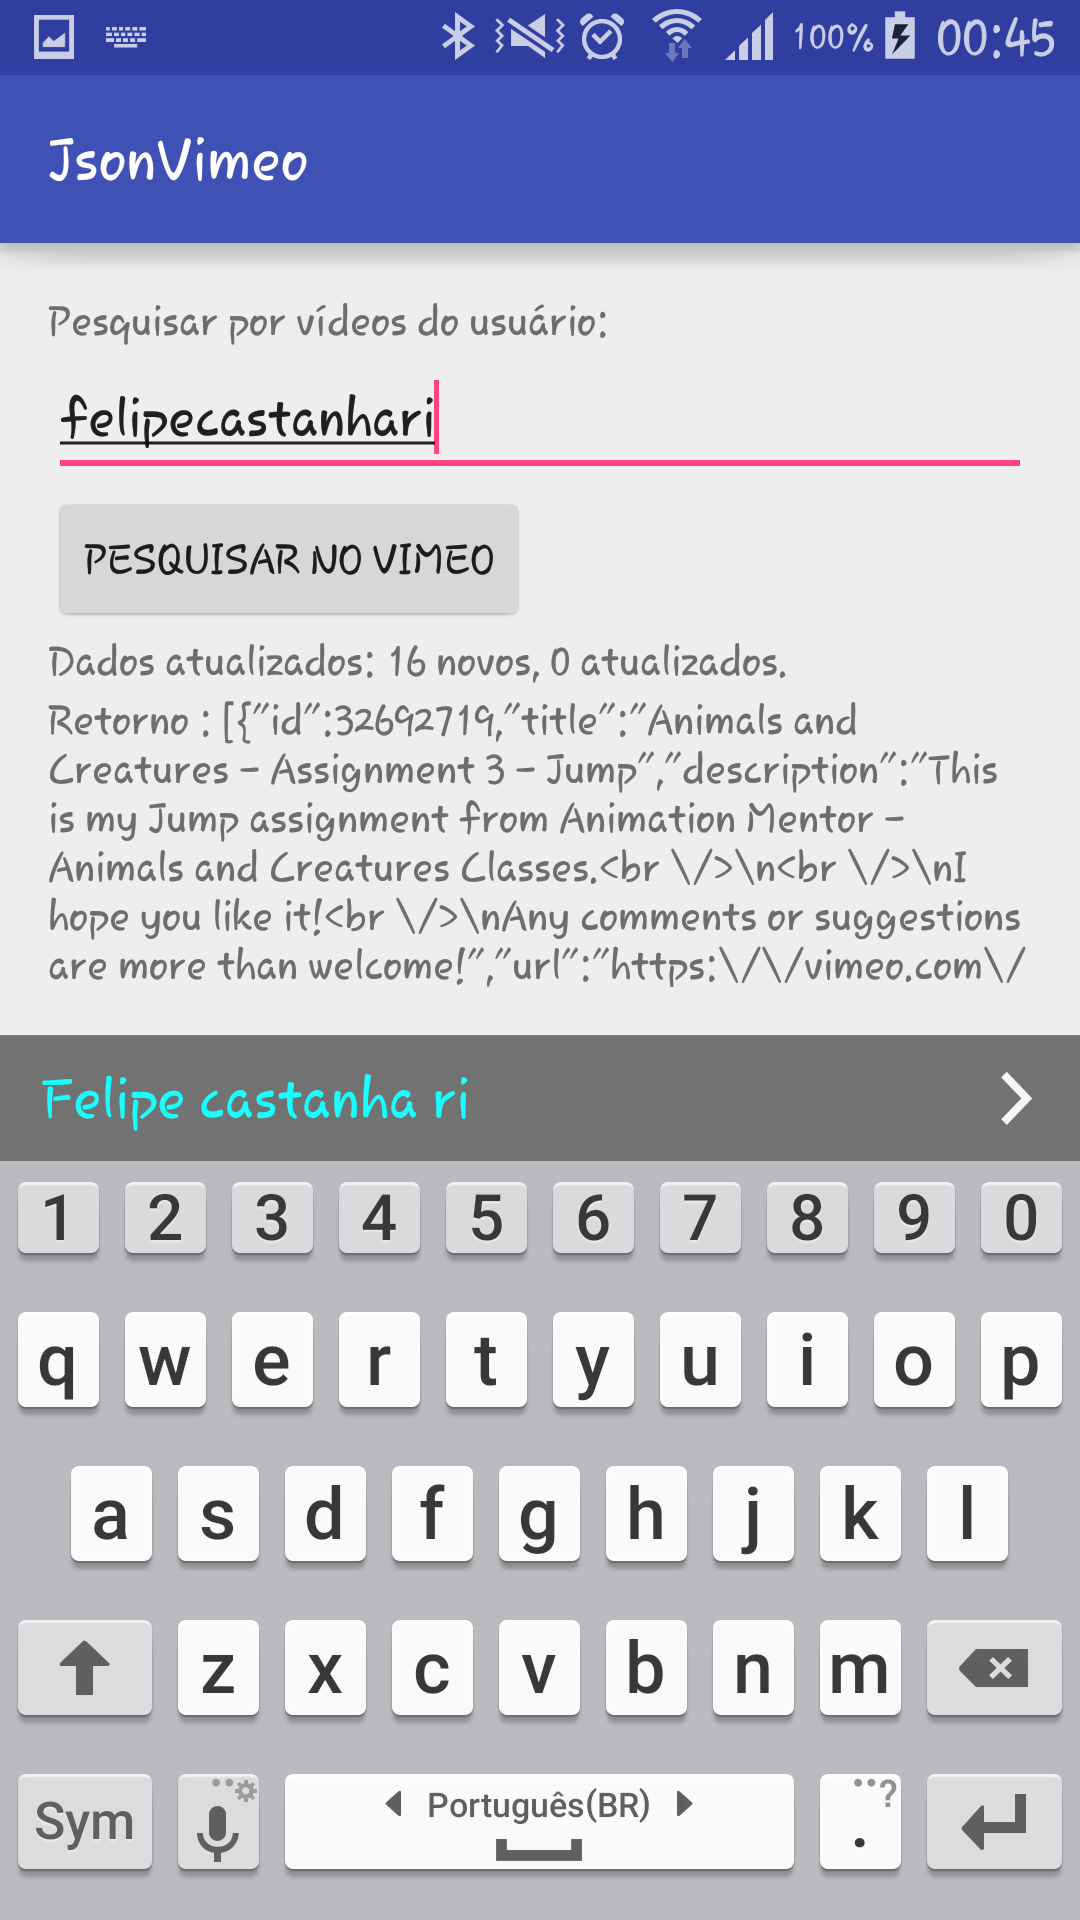 100% 00:45
JsonVimeo
Pesquisar por vídeos do usuário:
felipecastanhari
PESQUISAR NO VIMEO
Dados atualizados: 16 novos, 0 atualizados.
Retorno : [{"id":32692719,"title":"Animals and
Creatures - Assignment 3 - Jump","description":"This
is my Jump assignment from Animation Mentor -
Animals and Creatures Classes.<br \/>\n<br \/>\nI
hope you like it!<br \/>\nAny comments or suggestions
are more than welcome!","url":"https:\/\/vimeo.com\/
Felipe castanha ri
1 2 3 4 5 6 7 8 9 0
q w e r t y u i o p
a s d f g h j k l
z x c v b n m
Sym Português(BR) . ?